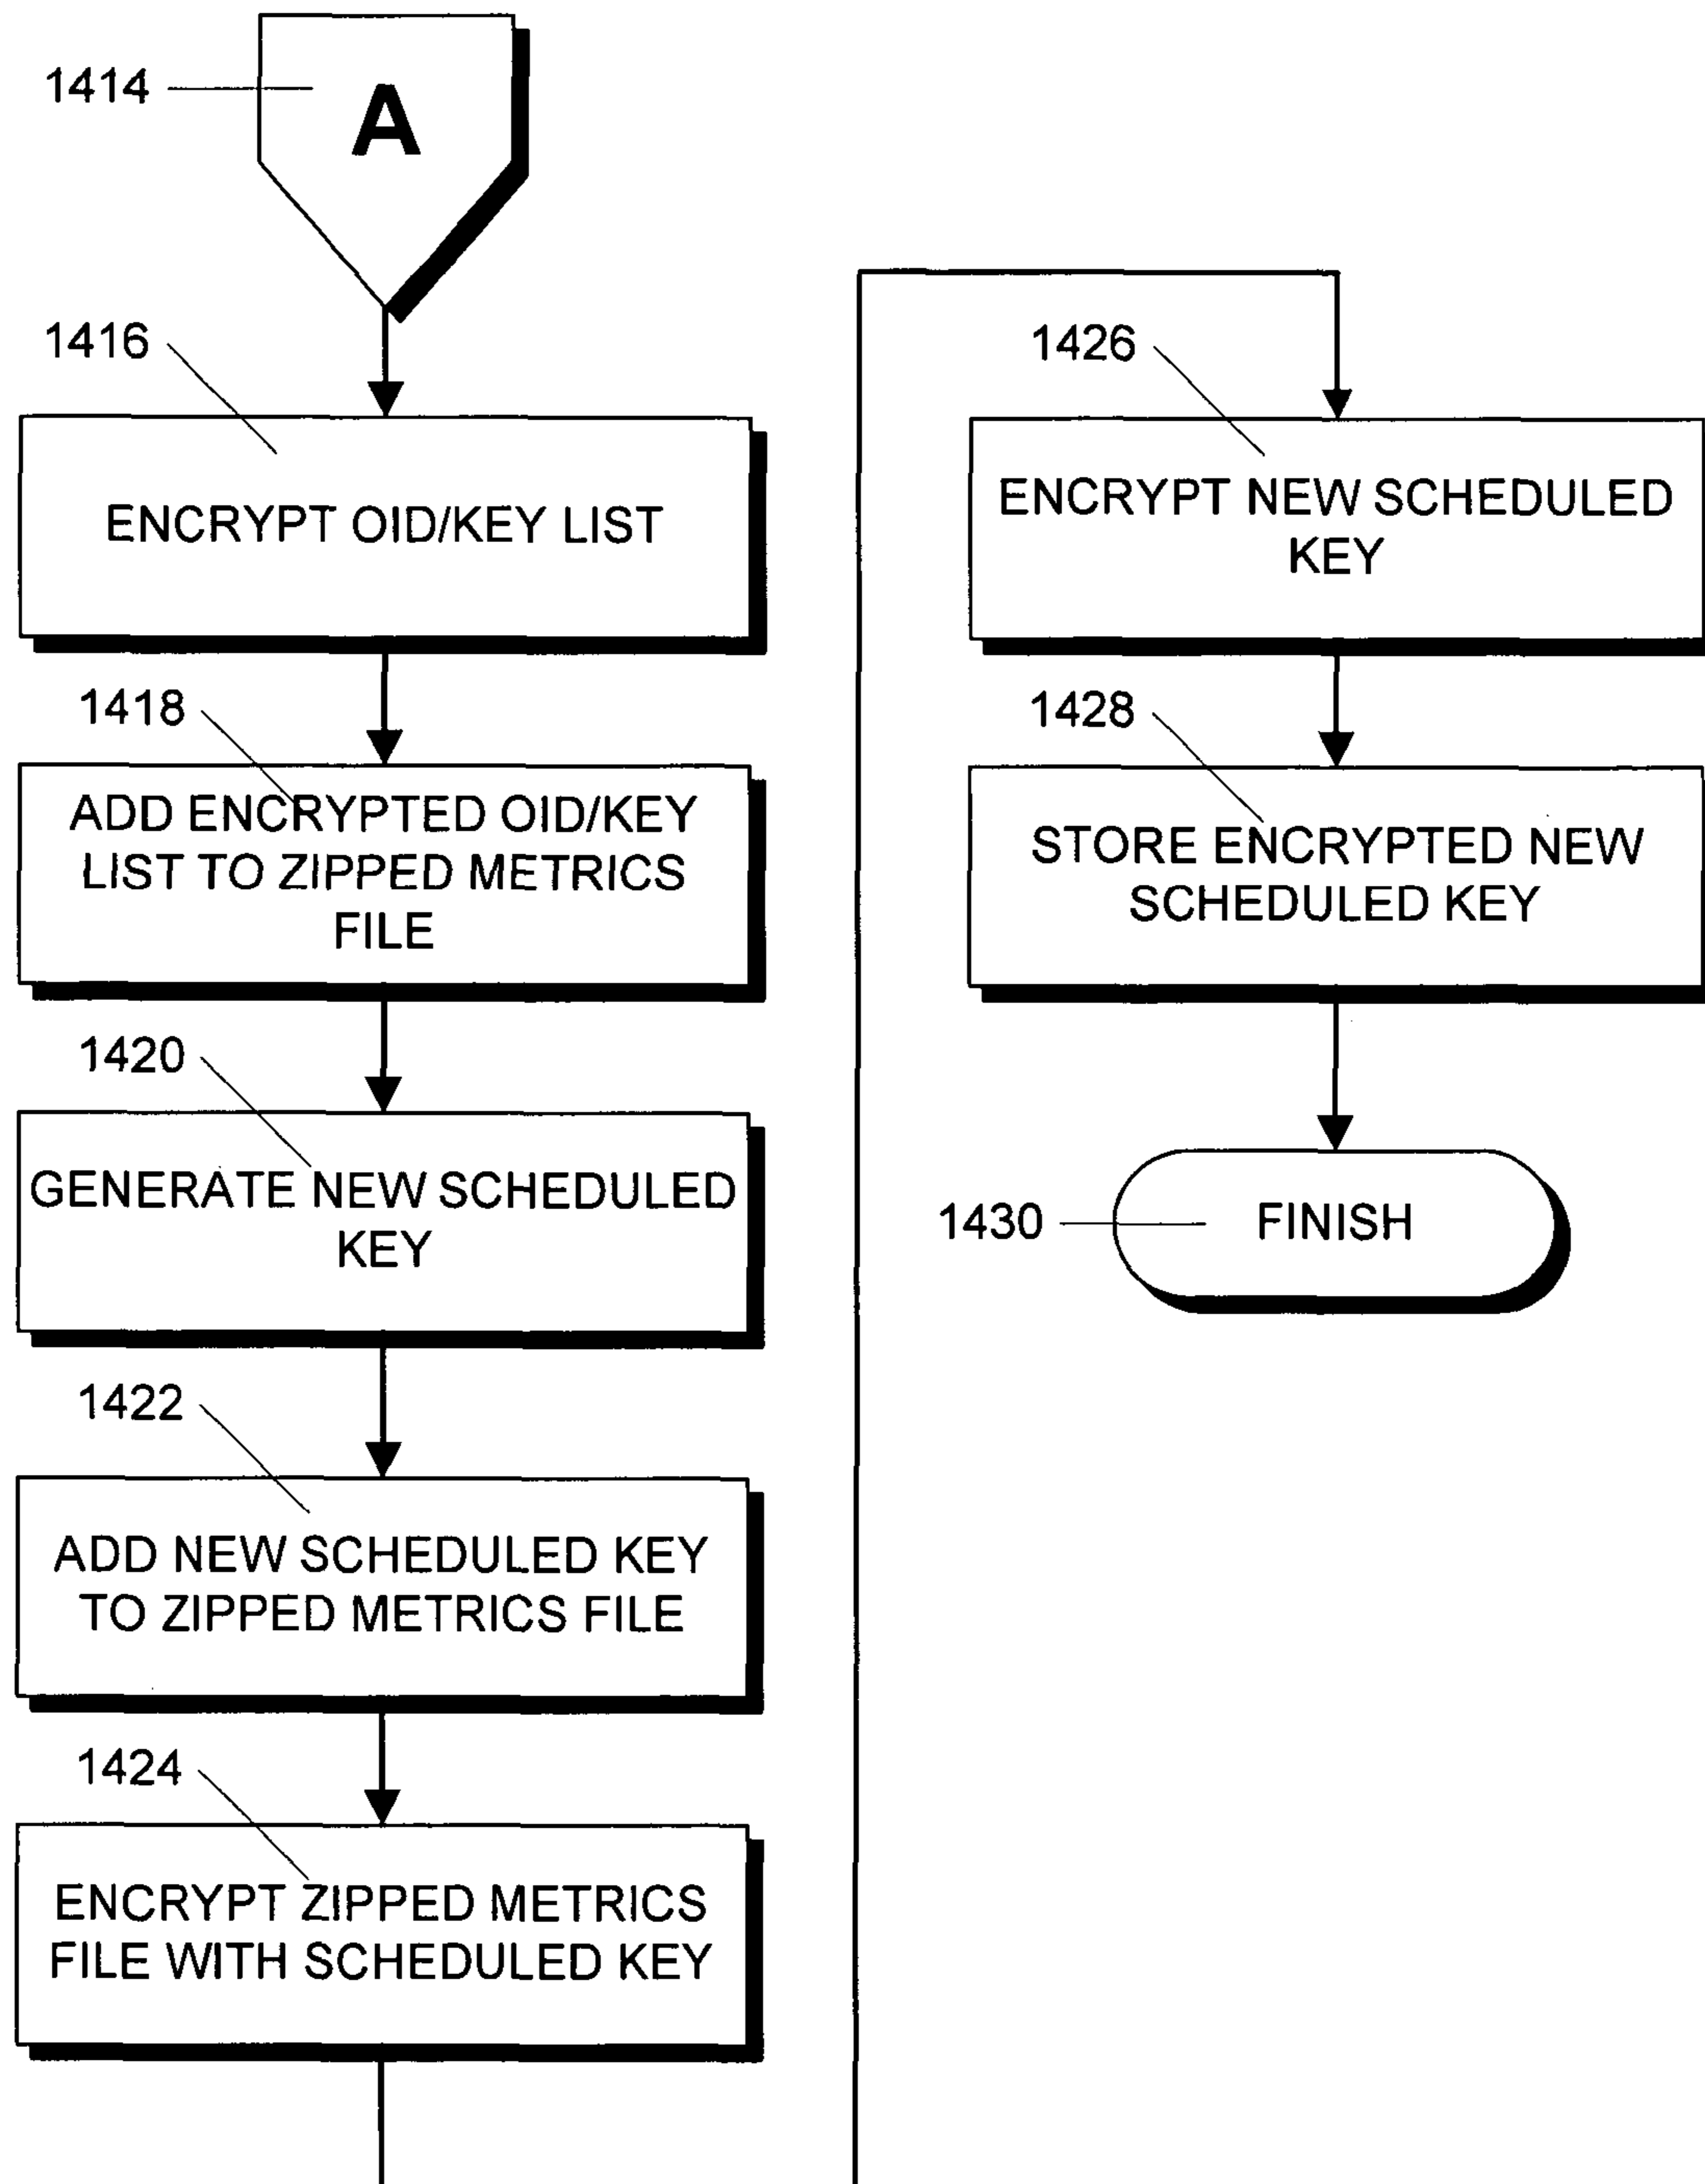 1414
A
1416
ENCRYPT OID/KEY LIST
1418
ADD ENCRYPTED OID/KEY
LIST TO ZIPPED METRICS
FILE
1420
GENERATE NEW SCHEDULED
KEY
1422
ADD NEW SCHEDULED KEY
TO ZIPPED METRICS FILE
1424
ENCRYPT ZIPPED METRICS
FILE WITH SCHEDULED KEY
1426
ENCRYPT NEW SCHEDULED
KEY
1428
STORE ENCRYPTED NEW
SCHEDULED KEY
1430
FINISH